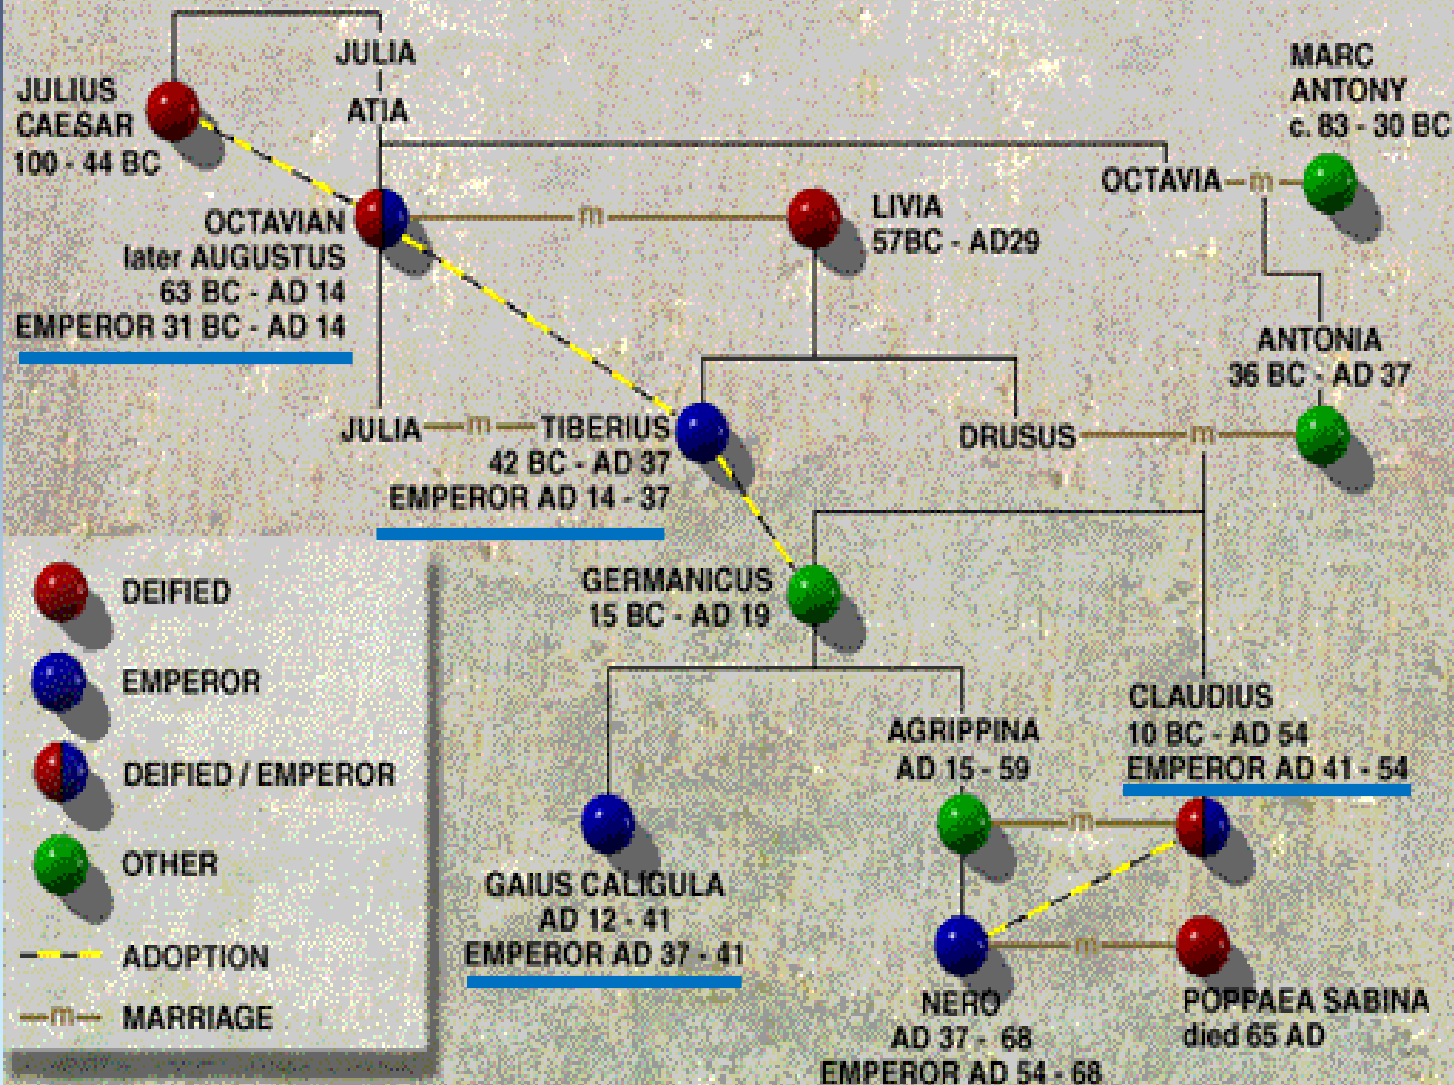 JULIA
JULIUS
CAESAR
100 - 44 BC
ATIA
MARC
ANTONY
c. 83 - 30 BC
OCTAVIA
m
OCTAVIAN
later AUGUSTUS
63 BC - AD 14
EMPEROR 31 BC - AD 14
m
LIVIA
57BC - AD29
ANTONIA
36 BC - AD 37
JULIA
m
TIBERIUS
42 BC - AD 37
EMPEROR AD 14 - 37
DRUSUS
m
GERMANICUS
15 BC - AD 19
AGRIPPINA
AD 15 - 59
CLAUDIUS
10 BC - AD 54
EMPEROR AD 41 - 54
m
GAIUS CALIGULA
AD 12 - 41
EMPEROR AD 37 - 41
m
NERO
AD 37 - 68
EMPEROR AD 54 - 68
POPPAEA SABINA
died 65 AD
DEIFIED
EMPEROR
DEIFIED / EMPEROR
OTHER
ADOPTION
m
MARRIAGE